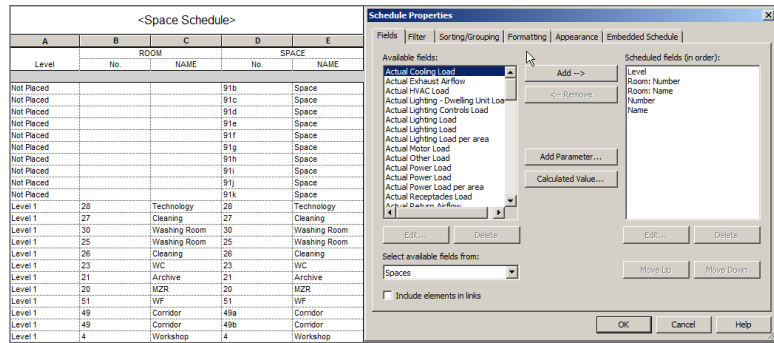 <Space Schedule>
A B C D E
ROOM SPACE
Level No. NAME No. NAME
Not Placed 91b Space
Not Placed 91c Space
Not Placed 91d Space
Not Placed 91e Space
Not Placed 91f Space
Not Placed 91g Space
Not Placed 91h Space
Not Placed 91i Space
Not Placed 91j Space
Not Placed 91k Space
Level 1 28 Technology 28 Technology
Level 1 27 Cleaning 27 Cleaning
Level 1 30 Washing Room 30 Washing Room
Level 1 25 Washing Room 25 Washing Room
Level 1 26 Cleaning 26 Cleaning
Level 1 23 WC 23 WC
Level 1 21 Archive 21 Archive
Level 1 20 MZR 20 MZR
Level 1 51 WF 51 WF
Level 1 49 Corridor 49a Corridor
Level 1 49 Corridor 49b Corridor
Level 1 4 Workshop 4 Workshop
Schedule Properties
Fields Filter Sorting/Grouping Formatting Appearance Embedded Schedule
Available fields:
Actual Cooling Load
Actual Exhaust Airflow
Actual HVAC Load
Actual Lighting - Dwelling Unit Loa
Actual Lighting Controls Load
Actual Lighting Load
Actual Lighting Load
Actual Lighting Load per area
Actual Motor Load
Actual Other Load
Actual Power Load
Actual Power Load
Actual Power Load per area
Actual Receptacles Load
Actual Return Airflow
Add -->
<-- Remove
Add Parameter...
Calculated Value...
Scheduled fields (in order):
Level
Room: Number
Room: Name
Number
Name
Edit... Delete Edit... Delete
Select available fields from:
Spaces
Move Up Move Down
Include elements in links
OK Cancel Help